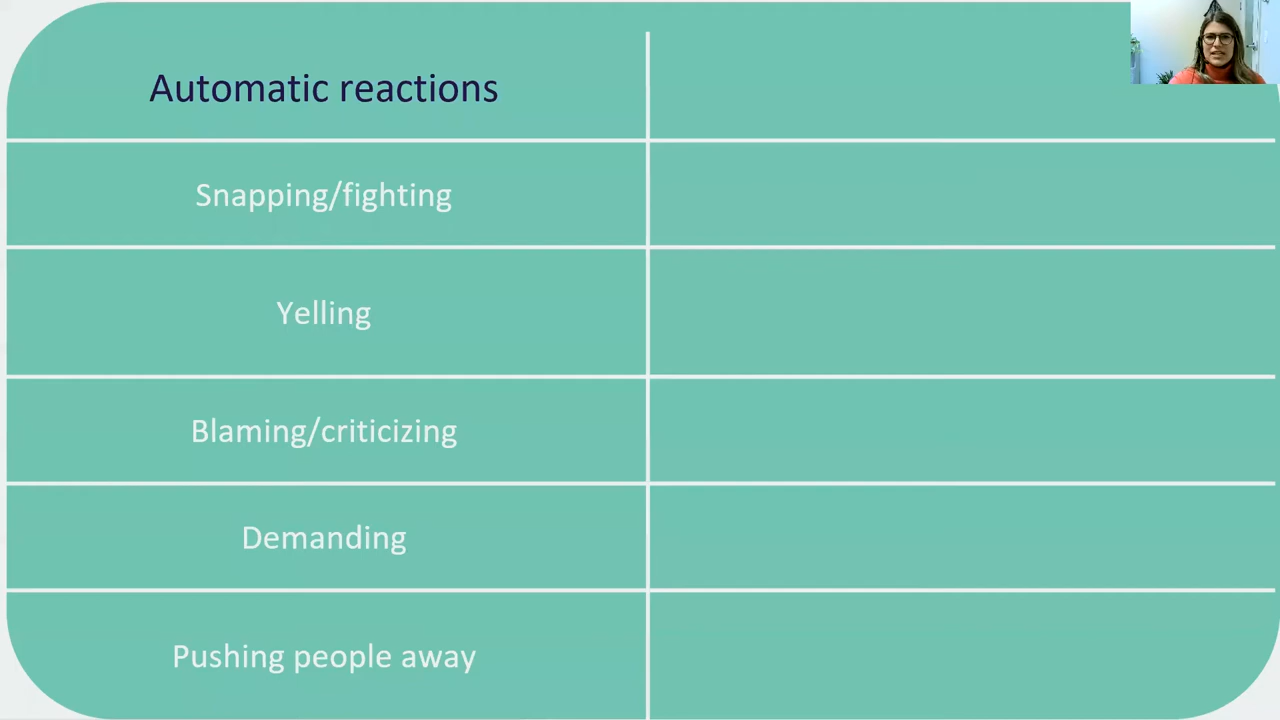 Automatic reactions
Snapping/fighting
Yelling
Blaming/criticizing
Demanding
Pushing people away